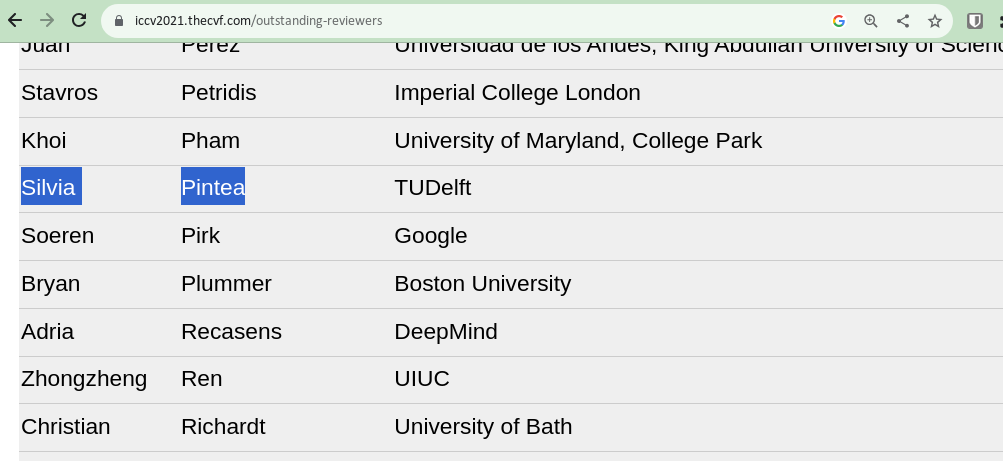 iccv2021.thecvf.com/outstanding-reviewers
Juan Perez Universidad de los Andes, King Abdullah University of Scienc
Stavros Petridis Imperial College London
Khoi Pham University of Maryland, College Park
Silvia Pintea TUDelft
Soeren Pirk Google
Bryan Plummer Boston University
Adria Recasens DeepMind
Zhongzheng Ren UIUC
Christian Richardt University of Bath